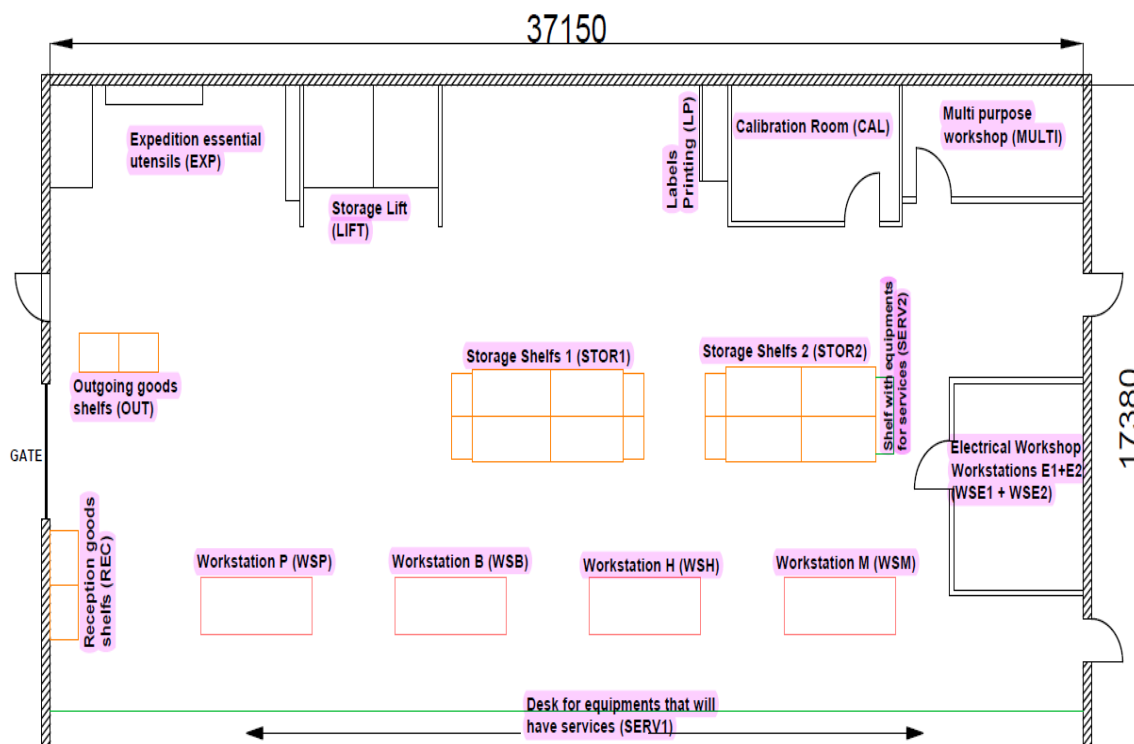 37150
Expedition essential
utensils (EXP)
Storage Lift
(LIFT)
Labels
Printing (LP)
Calibration Room (CAL)
Multi purpose
workshop (MULTI)
Outgoing goods
shelfs (OUT)
Storage Shelfs 1 (STOR1)
Storage Shelfs 2 (STOR2)
Shelf with equipments
for services (SERV2)
17380
GATE
Electrical Workshop
Workstations E1+E2
(WSE1 + WSE2)
Reception goods
shelfs (REC)
Workstation P (WSP)
Workstation B (WSB)
Workstation H (WSH)
Workstation M (WSM)
Desk for equipments that will
have services (SERV1)